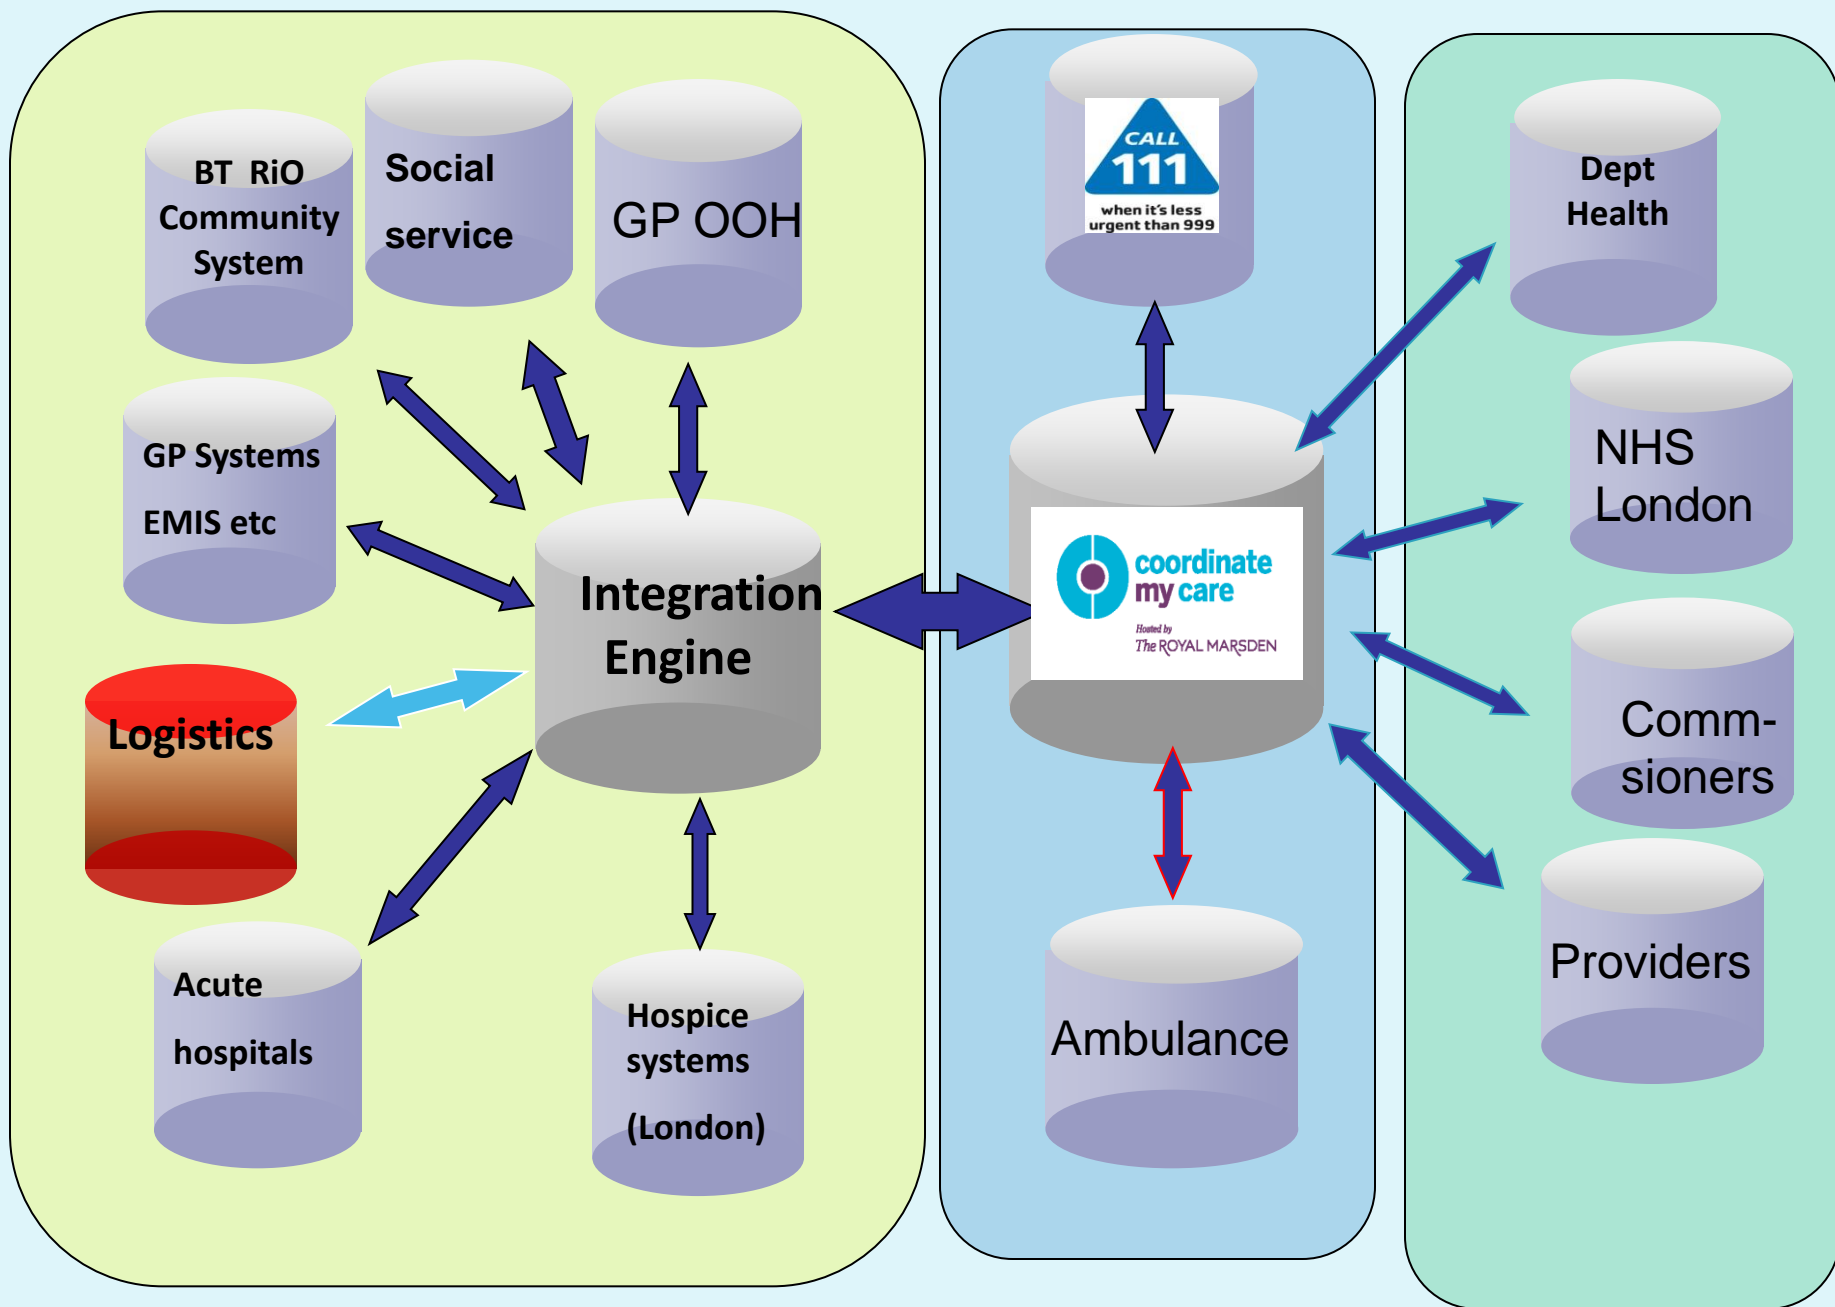 BT RiO
Community
System
Social
service
GP OOH
GP Systems
EMIS etc
Integration
Engine
Logistics
Acute
hospitals
Hospice
systems
(London)
CALL
111
when it's less
urgent than 999
coordinate
my care
Hosted by
The ROYAL MARSDEN
Ambulance
Dept
Health
NHS
London
Comm-
sioners
Providers